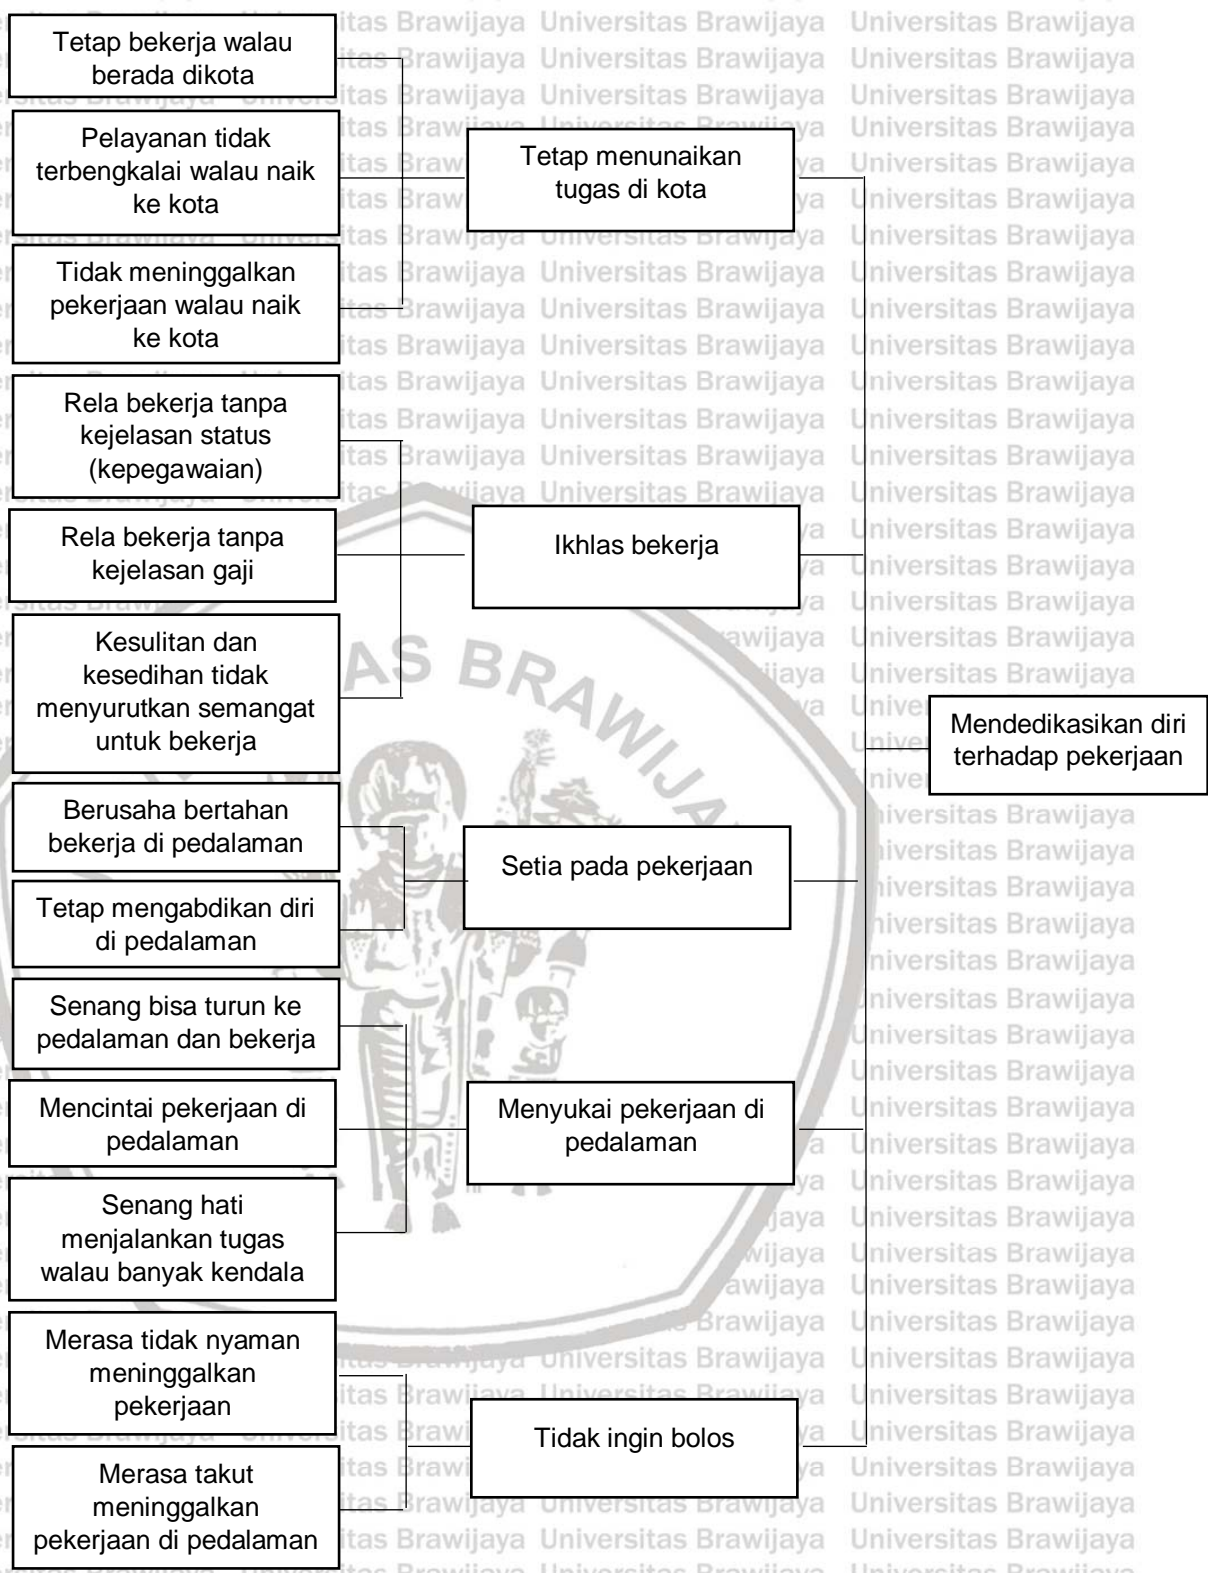 Tetap bekerja walau
berada dikota
Pelayanan tidak
terbengkalai walau naik
ke kota
Tidak meninggalkan
pekerjaan walau naik
ke kota
Tetap menunaikan
tugas di kota
Rela bekerja tanpa
kejelasan status
(kepegawaian)
Rela bekerja tanpa
kejelasan gaji
Kesulitan dan
kesedihan tidak
menyurutkan semangat
untuk bekerja
Ikhlas bekerja
Berusaha bertahan
bekerja di pedalaman
Tetap mengabdikan diri
di pedalaman
Setia pada pekerjaan
Senang bisa turun ke
pedalaman dan bekerja
Mencintai pekerjaan di
pedalaman
Senang hati
menjalankan tugas
walau banyak kendala
Menyukai pekerjaan di
pedalaman
Merasa tidak nyaman
meninggalkan
pekerjaan
Merasa takut
meninggalkan
pekerjaan di pedalaman
Tidak ingin bolos
Mendedikasikan diri
terhadap pekerjaan